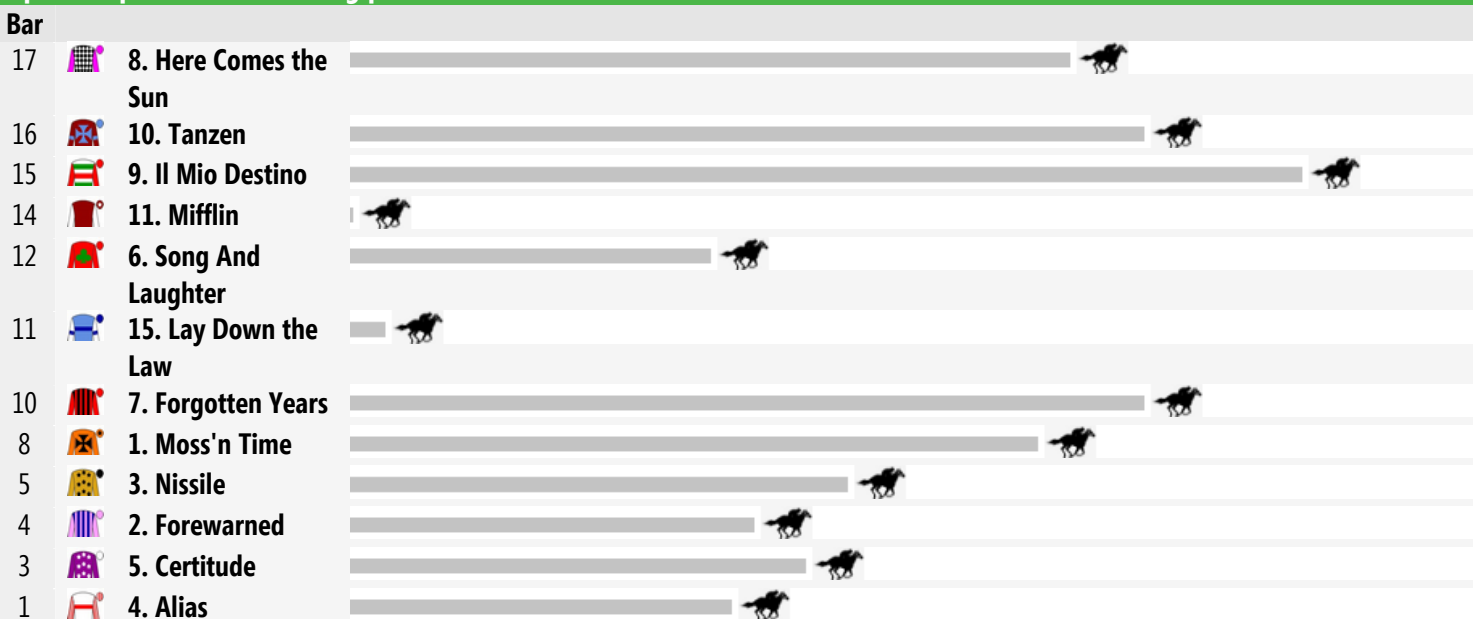 Bar
17 8. Here Comes the
Sun
16 10. Tanzen
15 9. Il Mio Destino
14 11. Mifflin
12 6. Song And
Laughter
11 15. Lay Down the
Law
10 7. Forgotten Years
8 1. Moss'n Time
5 3. Nissile
4 2. Forewarned
3 5. Certitude
1 4. Alias